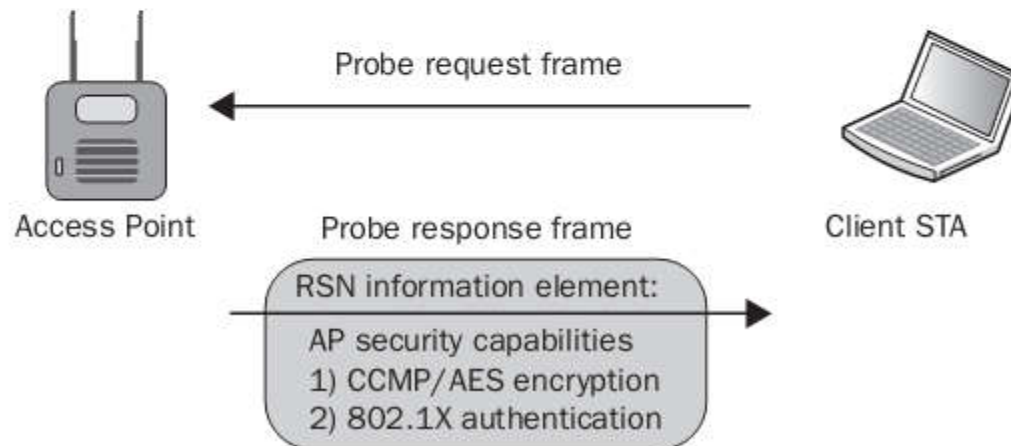 Probe request frame
Access Point
Client STA
Probe response frame
RSN information element:
AP security capabilities
1) CCMP/AES encryption
2) 802.1X authentication